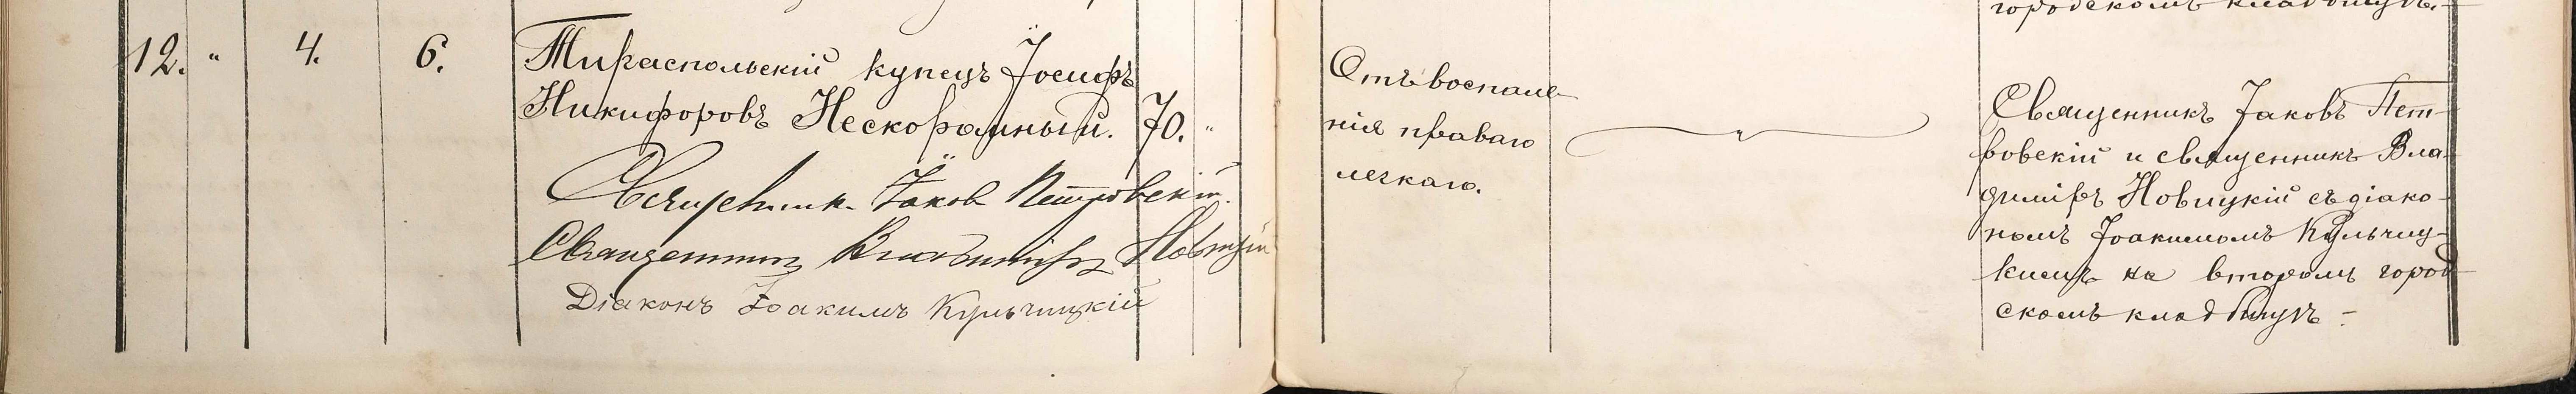 городскомъ кладбищѣ.
12. " 4. 6. Тираспольскій купецъ Іосифъ
Никифоровъ Нескоромный. 70. "
Священникъ Іаковъ Петровскій.
Священникъ Владиміръ Новицкій
Діаконъ Іоакимъ Кульчицкій
Отъ воспале-
нія праваго
легкаго.
Священникъ Іаковъ Пет-
ровскій и священникъ Вла-
диміръ Новицкій съ діако-
номъ Іоакимомъ Кульчиц-
кимъ на второмъ город-
скомъ кладбищѣ -